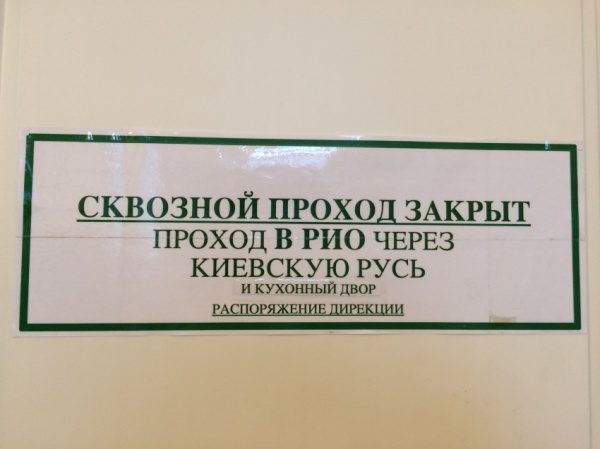 СКВОЗНОЙ ПРОХОД ЗАКРЫТ
ПРОХОД В РИО ЧЕРЕЗ
КИЕВСКУЮ РУСЬ
И КУХОННЫЙ ДВОР
РАСПОРЯЖЕНИЕ ДИРЕКЦИИ